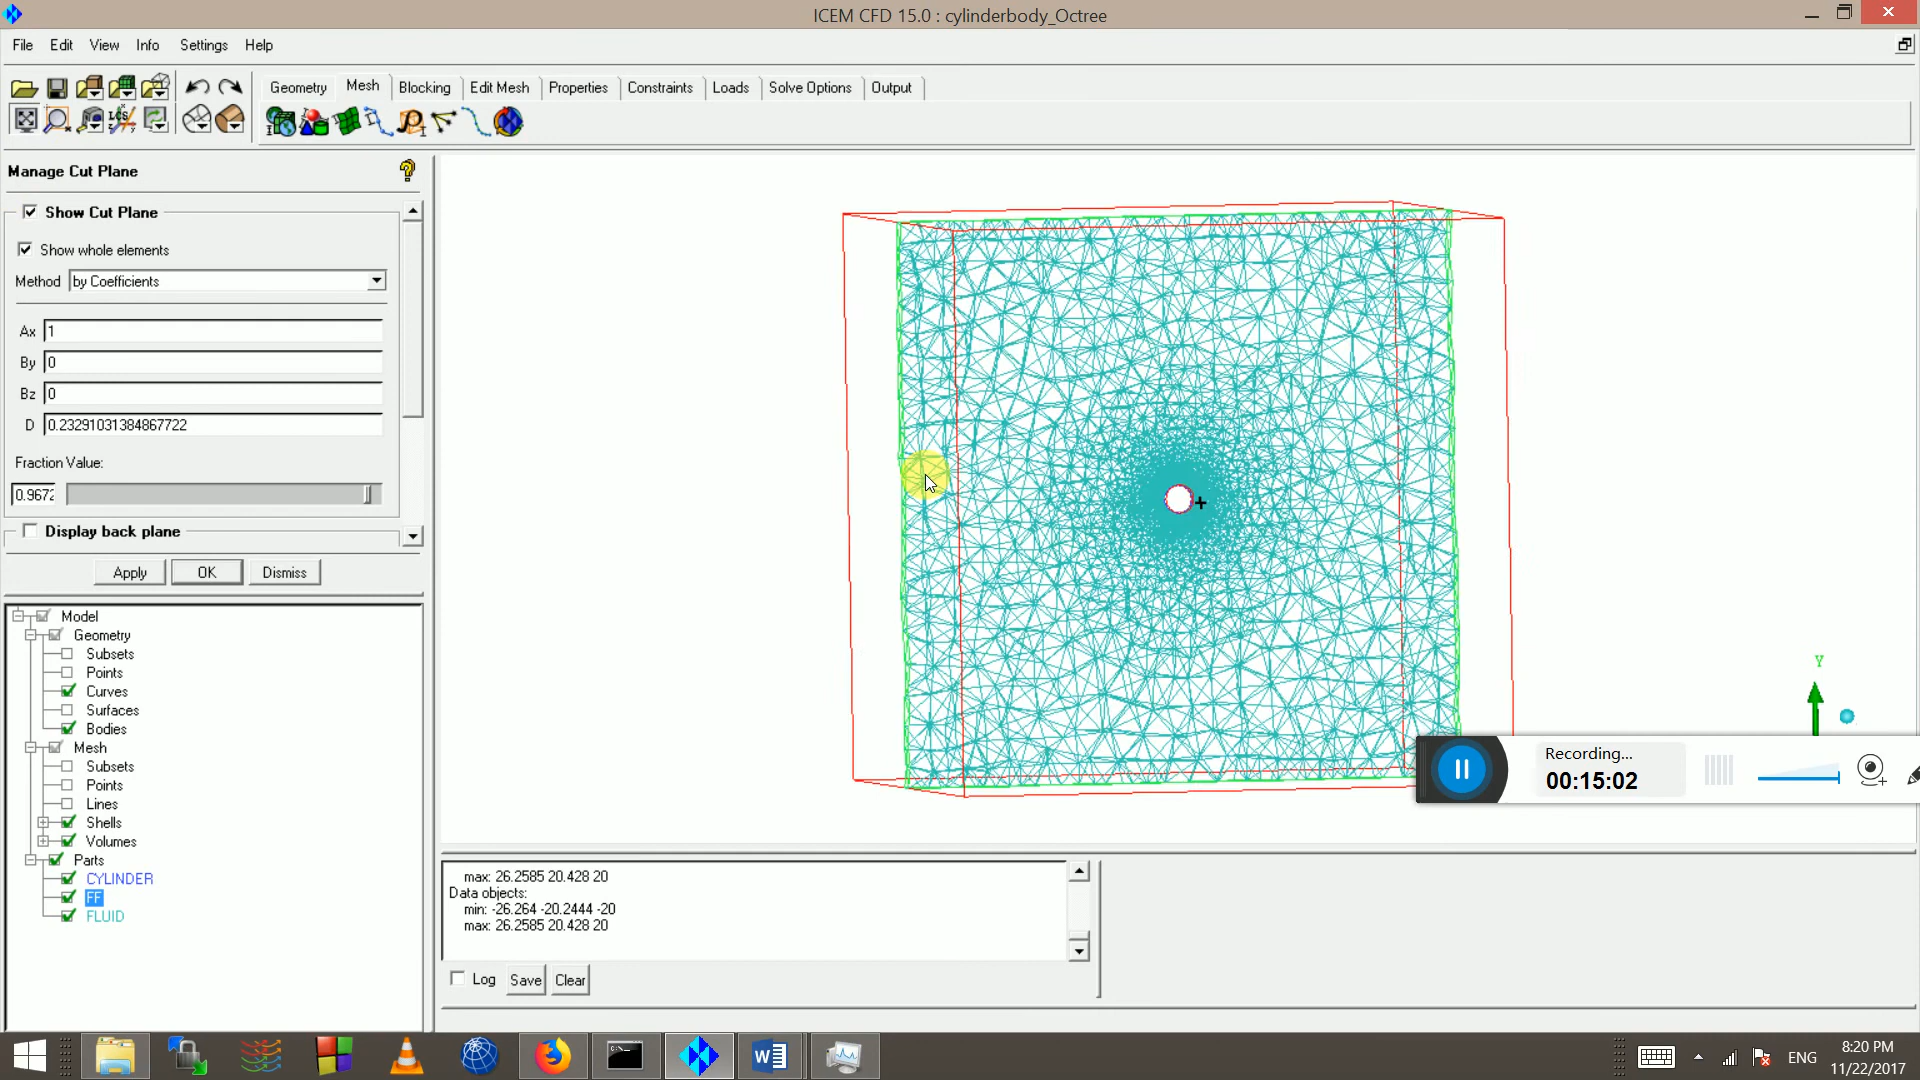 ICEM CFD 15.0 : cylinderbody_Octree
File Edit View Info Settings Help
Geometry Mesh Blocking Edit Mesh Properties Constraints Loads Solve Options Output
Manage Cut Plane
Show Cut Plane
Show whole elements
Method by Coefficients
Ax 1
By 0
Bz 0
D 0.23291031384867722
Fraction Value:
0.9672
Display back plane
Apply OK Dismiss
Model
Geometry
Subsets
Points
Curves
Surfaces
Bodies
Mesh
Subsets
Points
Lines
Shells
Volumes
Parts
CYLINDER
FF
FLUID
Y
Recording...
00:15:02
max: 26.2585 20.428 20
Data objects:
min: -26.264 -20.2444 -20
max: 26.2585 20.428 20
Log Save Clear
ENG
8:20 PM
11/22/2017